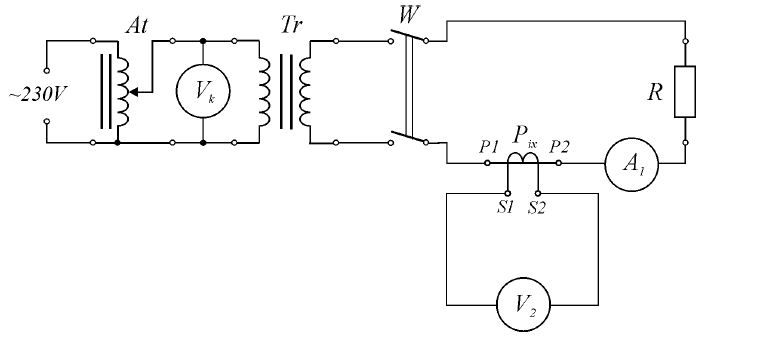 At
Tr
W
~230V
Vk
R
Pix
P1
P2
A1
S1
S2
V2